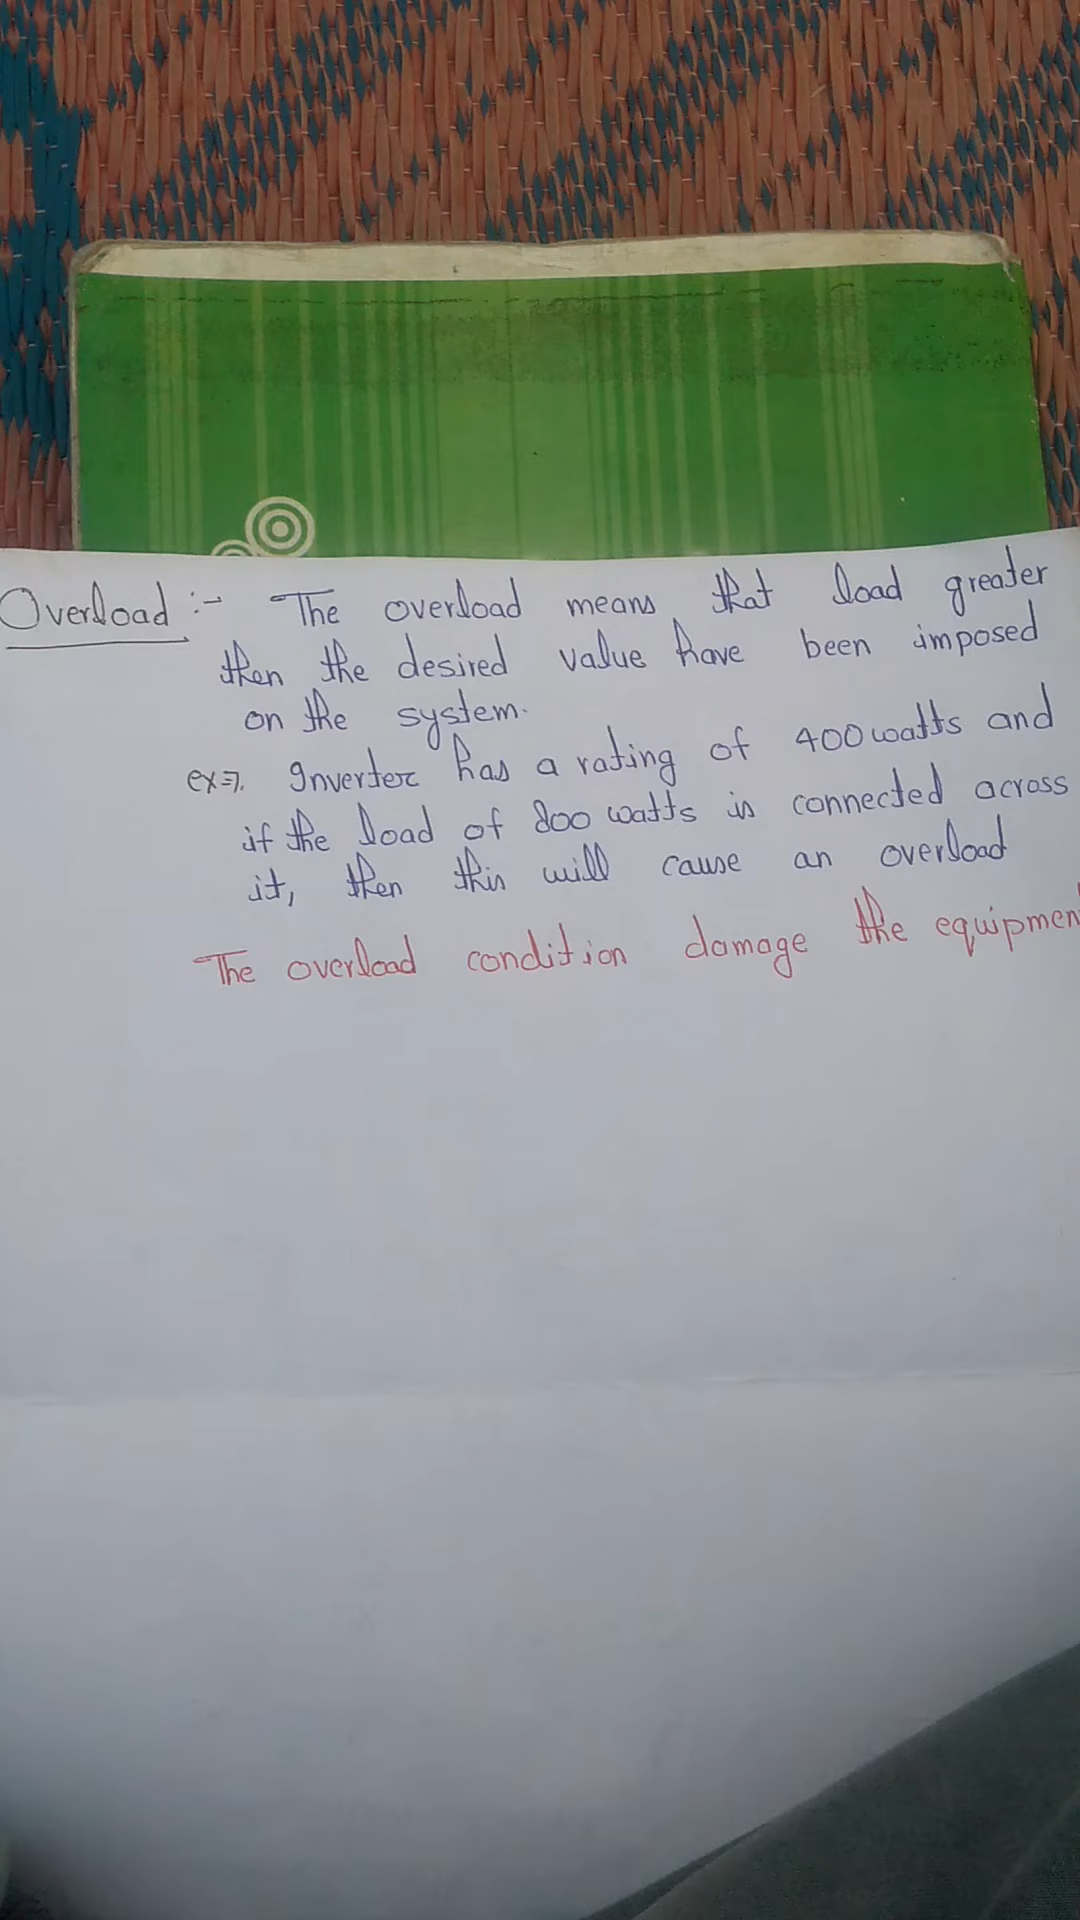 Overload :- The overload means that load greater
then the desired value have been imposed
on the system.
ex⇒. Inverter has a rating of 400 watts and
if the load of 800 watts is connected across
it, then this will cause an overload
The overload condition damage the equipment